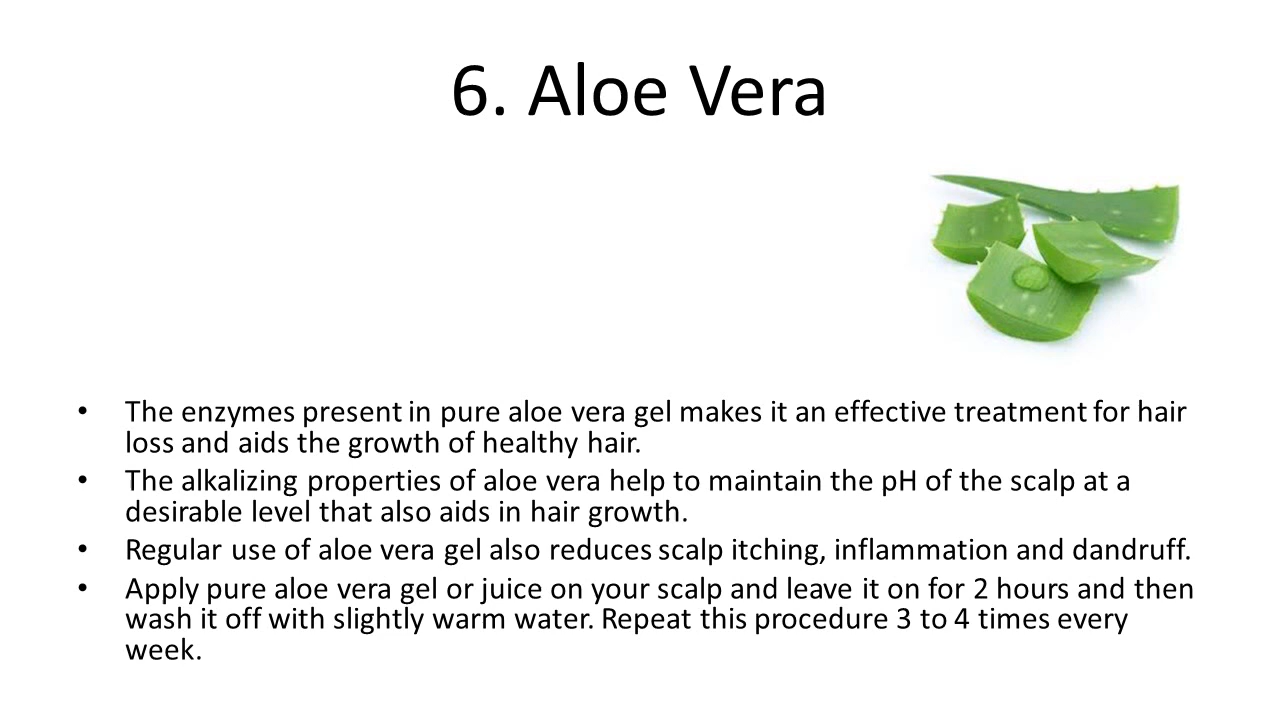 6. Aloe Vera
• The enzymes present in pure aloe vera gel makes it an effective treatment for hair
loss and aids the growth of healthy hair.
• The alkalizing properties of aloe vera help to maintain the pH of the scalp at a
desirable level that also aids in hair growth.
• Regular use of aloe vera gel also reduces scalp itching, inflammation and dandruff.
• Apply pure aloe vera gel or juice on your scalp and leave it on for 2 hours and then
wash it off with slightly warm water. Repeat this procedure 3 to 4 times every
week.